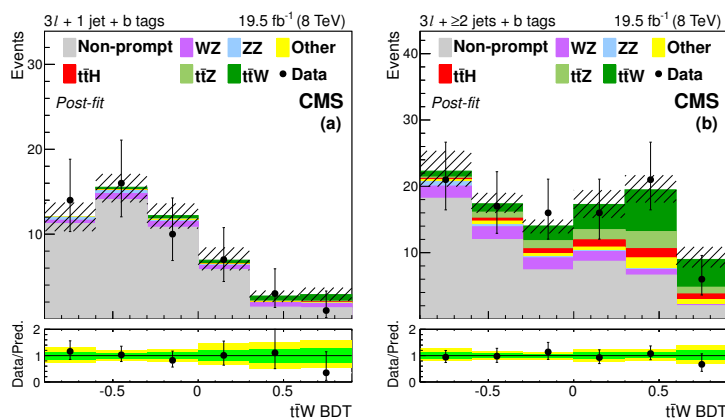 3l + 1 jet + b tags 19.5 fb-1 (8 TeV)
Events
30
20
10
Non-prompt WZ ZZ Other
tt̄H tt̄Z tt̄W Data
Post-fit CMS
(a)
Data/Pred.
2
1
0
-0.5 0 0.5
tt̄W BDT
3l + ≥2 jets + b tags 19.5 fb-1 (8 TeV)
Events
40
30
20
10
Non-prompt WZ ZZ Other
tt̄H tt̄Z tt̄W Data
Post-fit CMS
(b)
Data/Pred.
2
1
0
-0.5 0 0.5
tt̄W BDT